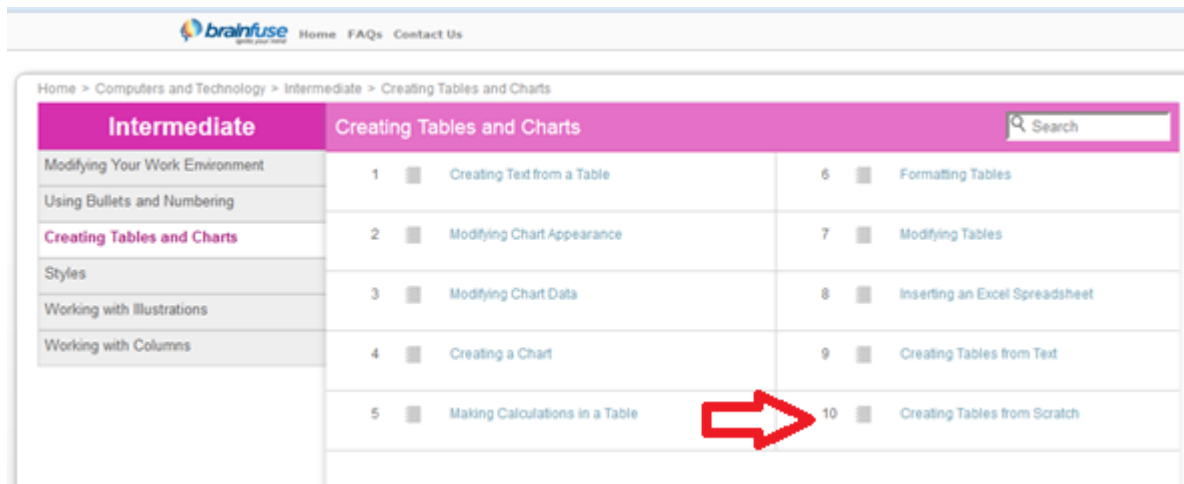 brainfuse Home FAQs Contact Us
Home > Computers and Technology > Intermediate > Creating Tables and Charts
Intermediate
Modifying Your Work Environment
Using Bullets and Numbering
Creating Tables and Charts
Styles
Working with Illustrations
Working with Columns
Creating Tables and Charts
Search
1 Creating Text from a Table
2 Modifying Chart Appearance
3 Modifying Chart Data
4 Creating a Chart
5 Making Calculations in a Table
6 Formatting Tables
7 Modifying Tables
8 Inserting an Excel Spreadsheet
9 Creating Tables from Text
10 Creating Tables from Scratch